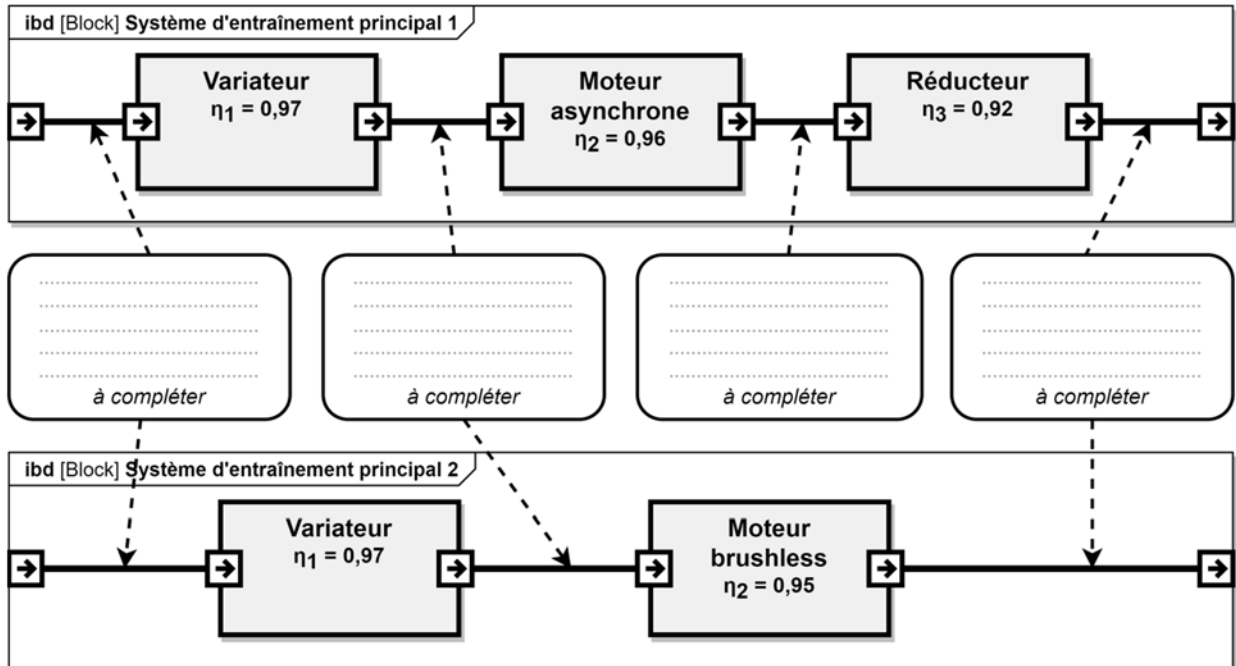 ibd [Block] Système d'entraînement principal 1
Variateur
η1 = 0,97
Moteur
asynchrone
η2 = 0,96
Réducteur
η3 = 0,92
à compléter
à compléter
à compléter
à compléter
ibd [Block] Système d'entraînement principal 2
Variateur
η1 = 0,97
Moteur
brushless
η2 = 0,95